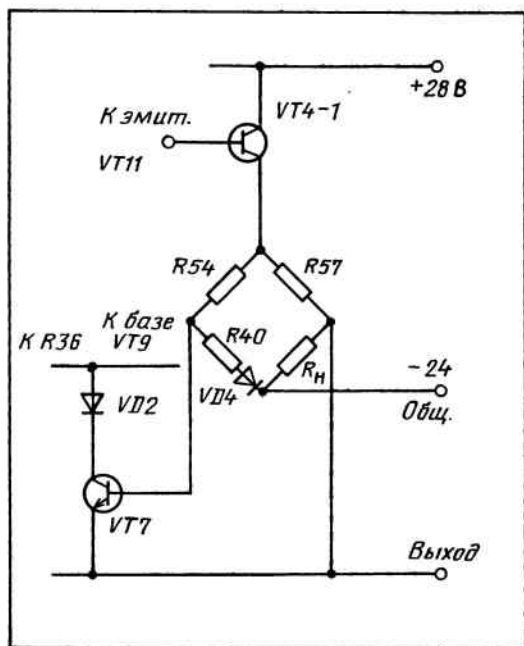 +28 В
VT4-1
К эмит.
VT11
R54
R57
К базе
К R36 VT9
R40
Rн
-24
VD4
Общ.
VD2
VT7
Выход